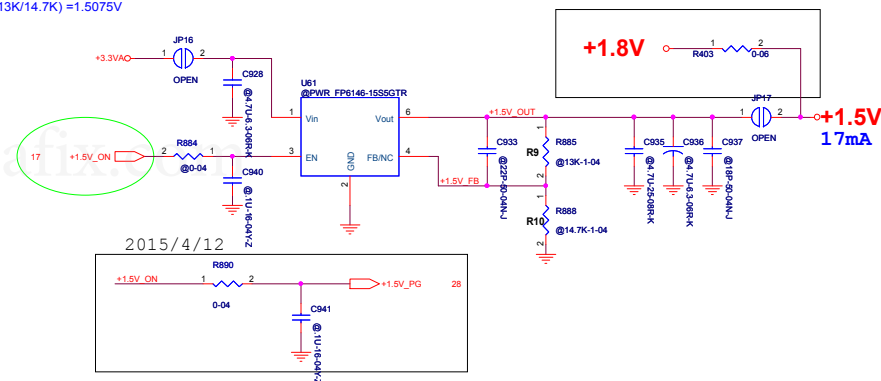 13K/14.7K) =1.5075V
JP16
1 2
+3.3VA
OPEN
C928
@4.7U-6.3-06R-K
U61
@PWR_FP6146-15S5GTR
1 Vin
Vout 6
3 EN
FB/NC 4
GND
2
+1.5V_OUT
+1.5V_FB
17 +1.5V_ON
R884
2 1
@0-04
C940
@.1U-16-04Y-Z
C933
@22P-50-04N-J
1
R885
R9
@13K-1-04
2
1
R888
R10
@14.7K-1-04
2
C935
@4.7U-25-08R-K
C936
@4.7U-6.3-06R-K
C937
@18P-50-04N-J
+1.8V
R403
1 2
0-06
JP17
1 2
OPEN
+1.5V
17mA
2015/4/12
+1.5V_ON
R890
1 2
0-04
+1.5V_PG 28
C941
@.1U-16-04Y-Z